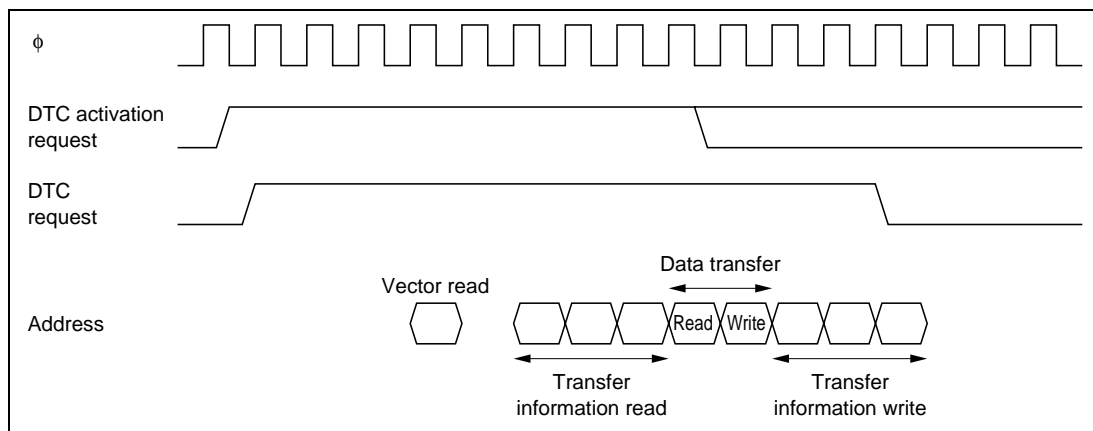 ϕ
DTC activation
request
DTC
request
Data transfer
Vector read
Address
Read Write
Transfer
information read
Transfer
information write